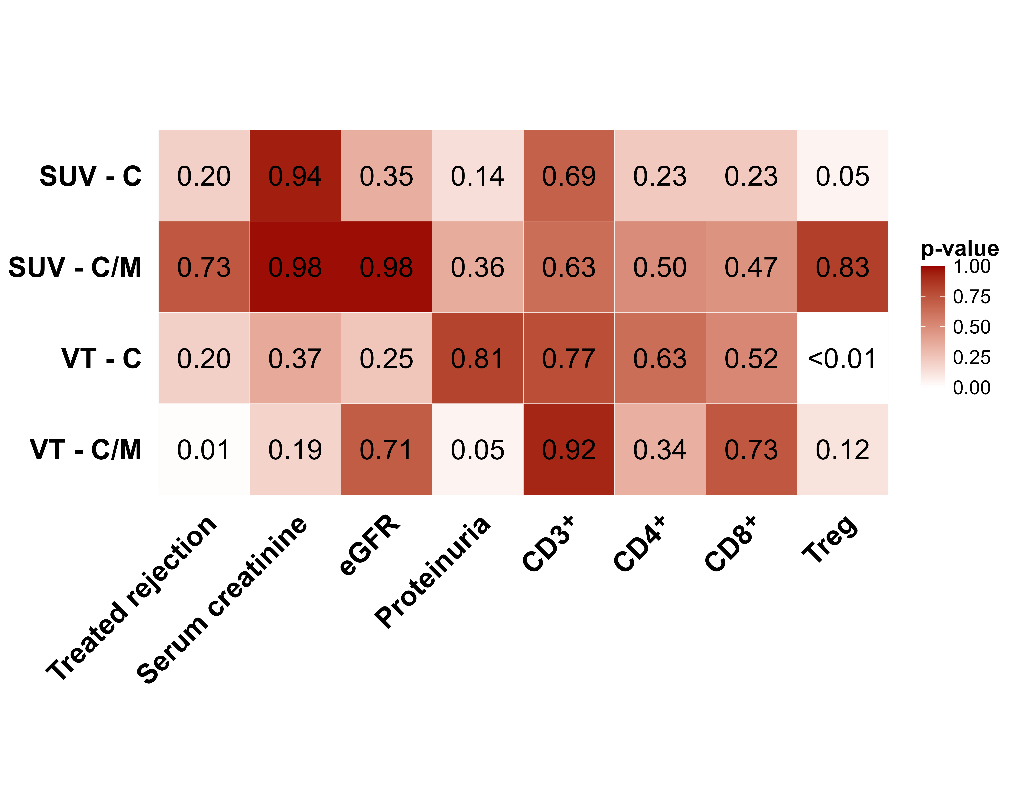 SUV - C 0.20 0.94 0.35 0.14 0.69 0.23 0.23 0.05
SUV - C/M 0.73 0.98 0.98 0.36 0.63 0.50 0.47 0.83
VT - C 0.20 0.37 0.25 0.81 0.77 0.63 0.52 <0.01
VT - C/M 0.01 0.19 0.71 0.05 0.92 0.34 0.73 0.12
Treated rejection
Serum creatinine
eGFR
Proteinuria
CD3+
CD4+
CD8+
Treg
p-value
1.00
0.75
0.50
0.25
0.00